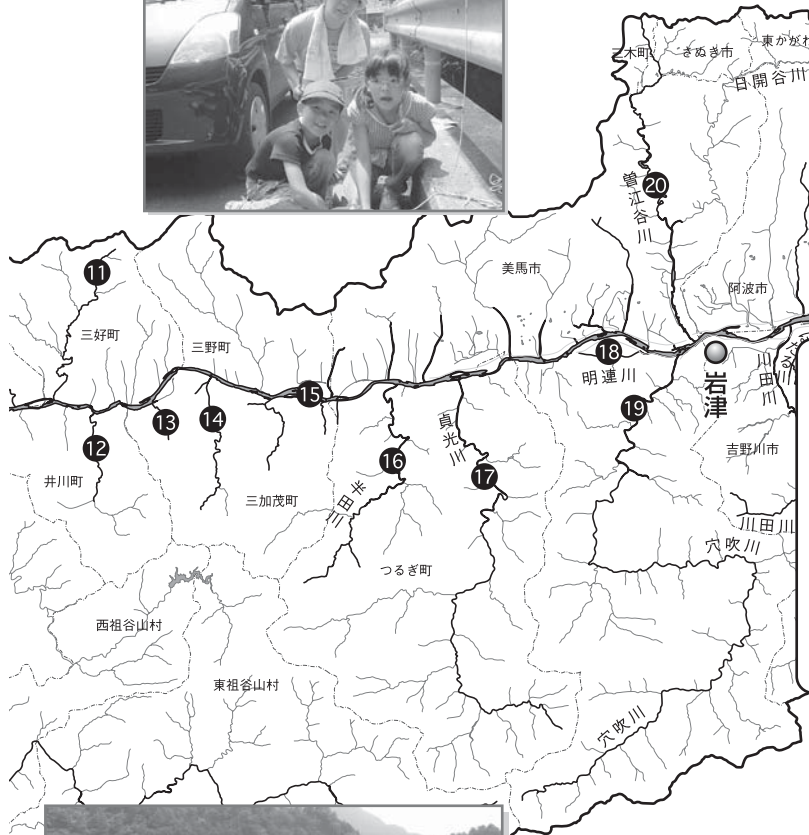 三木町
さぬき市
東かがわ
日開谷川
曽江谷川
20
11
美馬市
阿波市
三好町
三野町
18
明連川
岩津
川田川
15
13
14
19
貞光川
12
16
17
吉野川市
井川町
三加茂町
半田川
川田川
穴吹川
つるぎ町
西祖谷山村
東祖谷山村
穴吹川